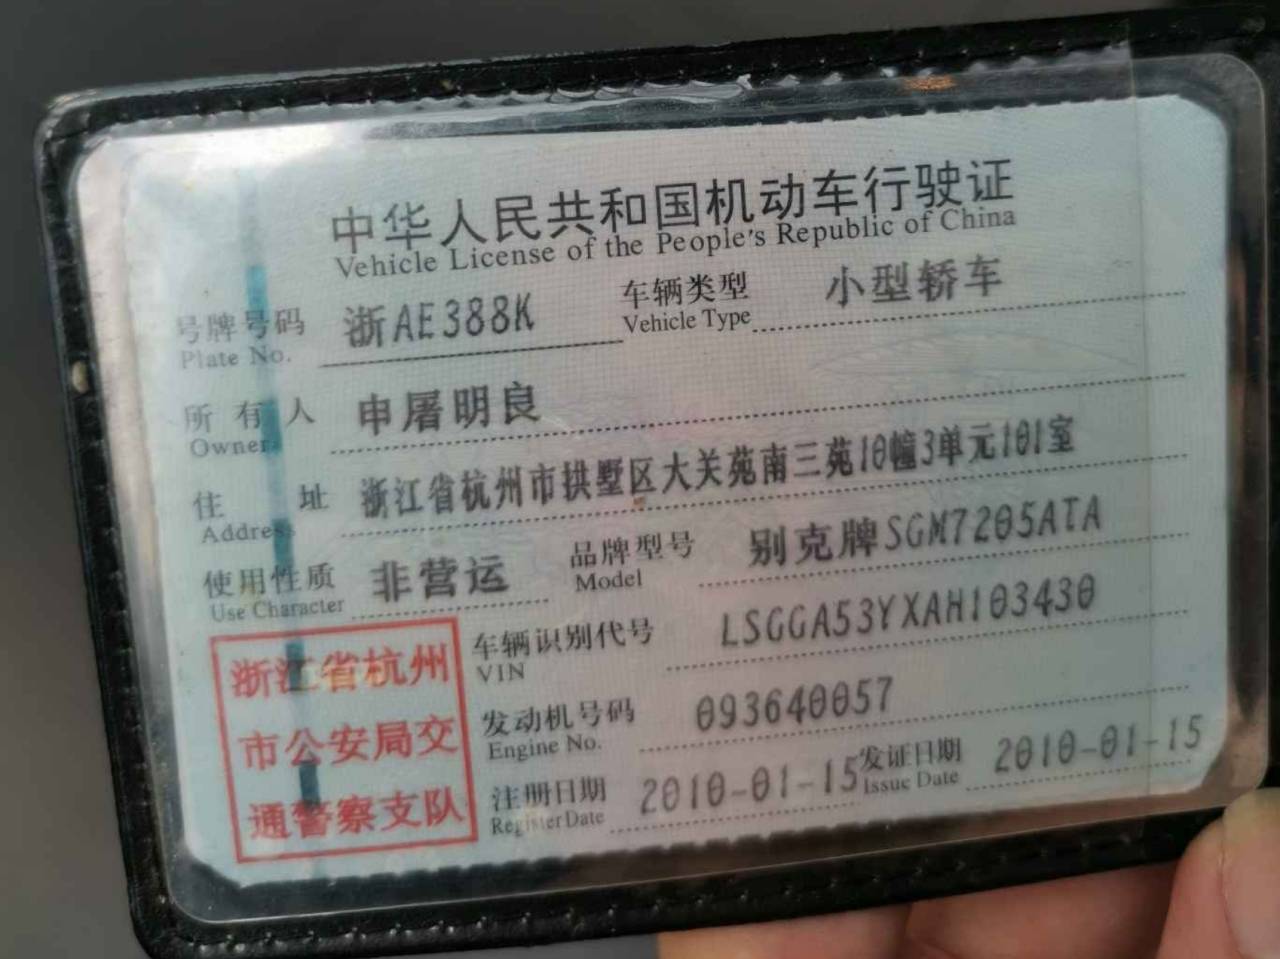 中华人民共和国机动车行驶证
Vehicle License of the People's Republic of China
号牌号码 浙AE388K 车辆类型 小型轿车
Plate No. Vehicle Type
所有人 申屠明良
Owner
住址 浙江省杭州市拱墅区大关苑南三苑10幢3单元101室
Address
使用性质 非营运 品牌型号 别克牌SGM7205ATA
Use Character Model
车辆识别代号 LSGGA53YXAH103430
VIN
发动机号码 093640057
Engine No.
注册日期 2010-01-15 发证日期 2010-01-15
Register Date Issue Date
浙江省杭州
市公安局交
通警察支队